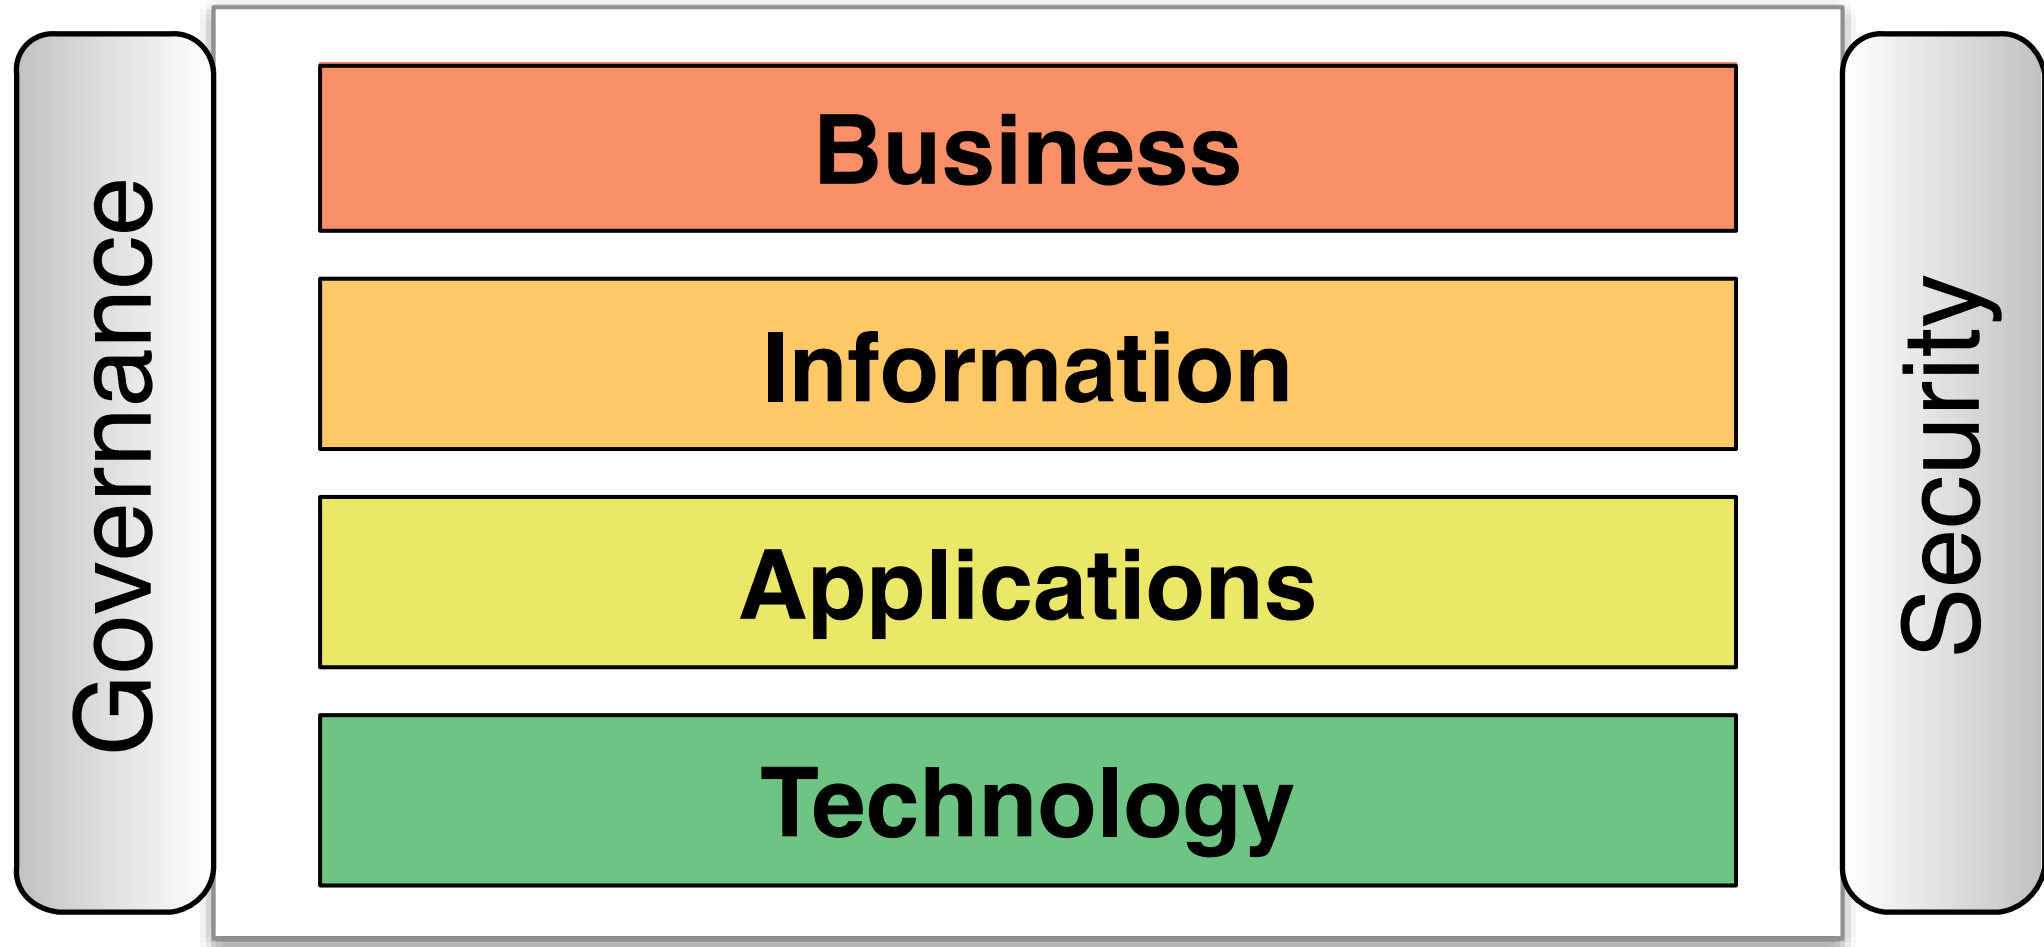 Governance
Business
Information
Applications
Technology
Security